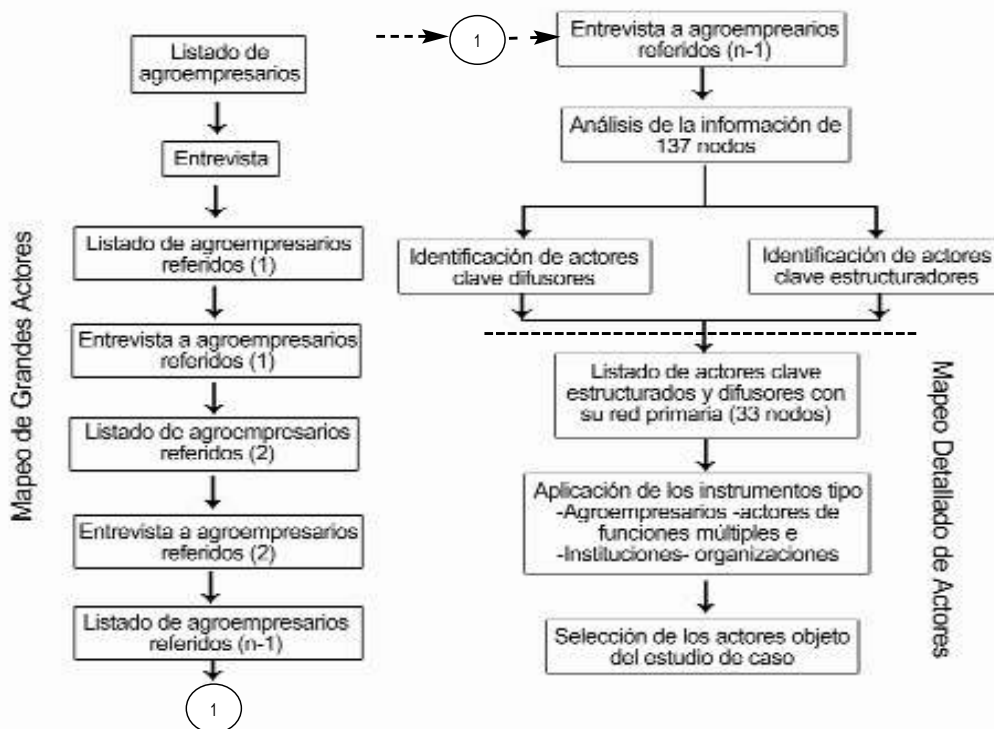 Mapeo de Grandes Actores
Listado de
agroempresarios
Entrevista
Listado de agroempresarios
referidos (1)
Entrevista a agroempresarios
referidos (1)
Listado de agroempresarios
referidos (2)
Entrevista a agroempresarios
referidos (2)
Listado de agroempresarios
referidos (n-1)
1
1
Entrevista a agroemprearios
referidos (n-1)
Análisis de la información de
137 nodos
Identificación de actores
clave difusores
Identificación de actores
clave estructuradores
Listado de actores clave
estructurados y difusores con
su red primaria (33 nodos)
Aplicación de los instrumentos tipo
-Agroempresarios -actores de
funciones múltiples e
-Instituciones- organizaciones
Selección de los actores objeto
del estudio de caso
Mapeo Detallado de Actores